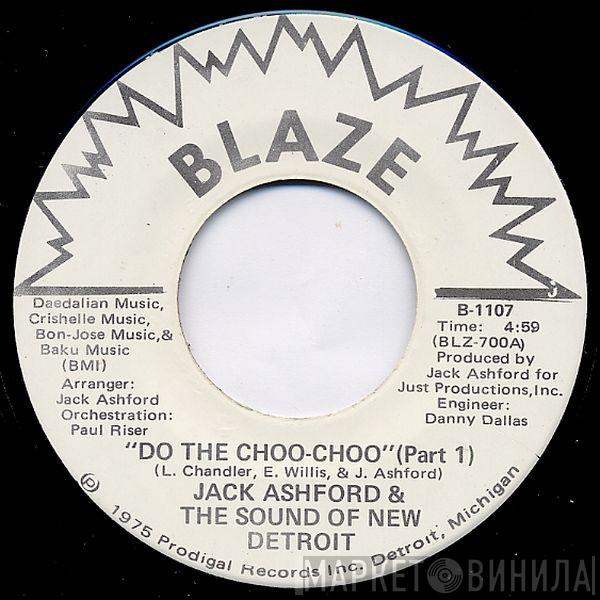 BLAZE
Daedalian Music,
Crishelle Music,
Bon-Jose Music,&
Baku Music
(BMI)
Arranger:
Jack Ashford
Orchestration:
Paul Riser
B-1107
Time: 4:59
(BLZ-700A)
Produced by
Jack Ashford for
Just Productions,Inc.
Engineer:
Danny Dallas
"DO THE CHOO-CHOO"(Part 1)
(L. Chandler, E. Willis, & J. Ashford)
JACK ASHFORD &
THE SOUND OF NEW
DETROIT
Ⓟ 1975 Prodigal Records Inc. Detroit, Michigan
МАРКЕТ ВИНИЛА